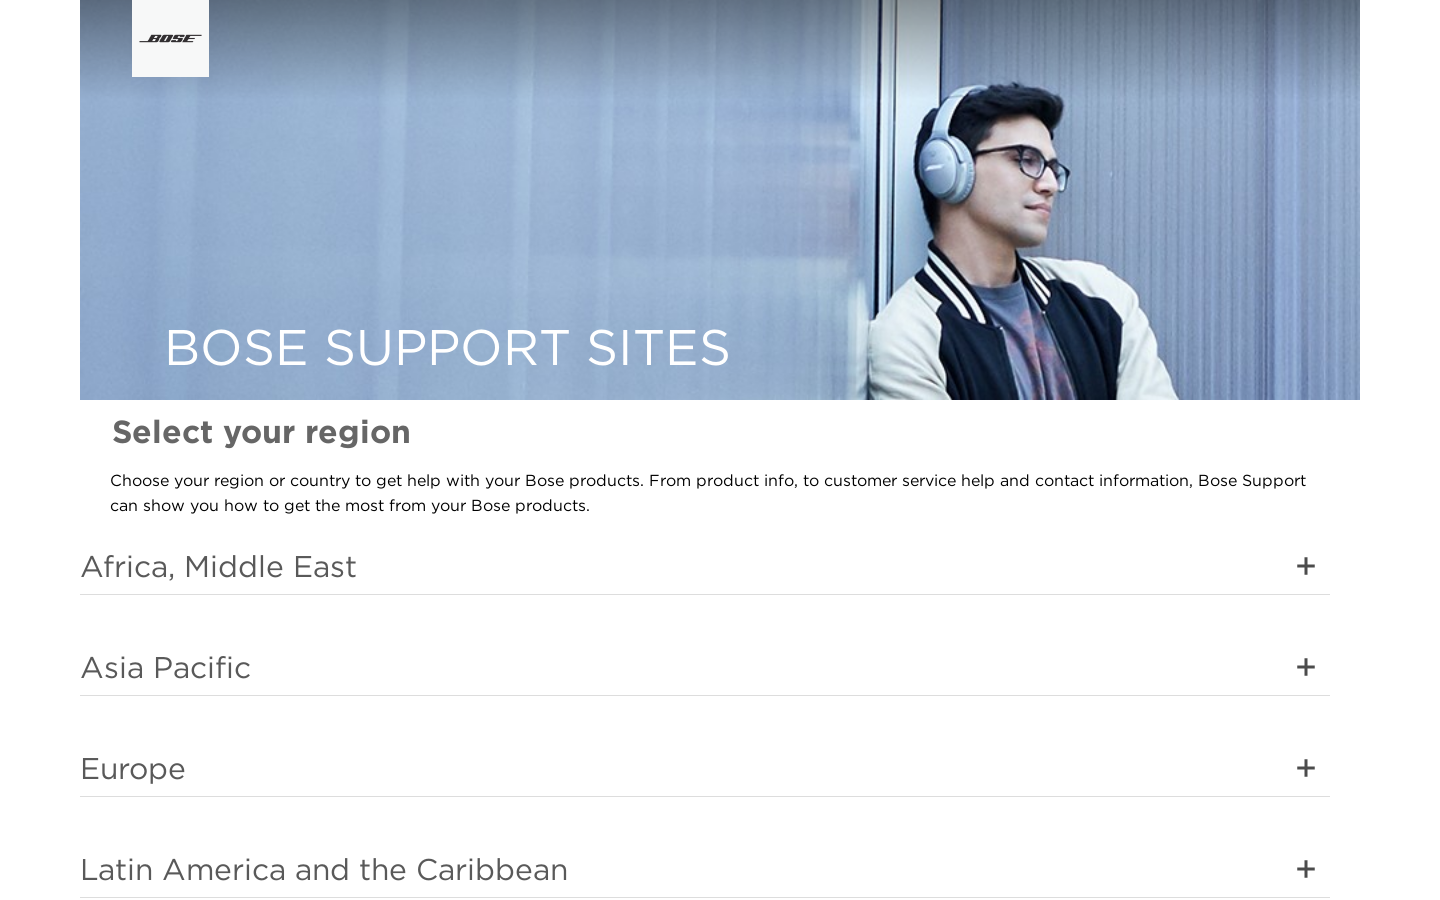 BOSE
BOSE SUPPORT SITES
Select your region
Choose your region or country to get help with your Bose products. From product info, to customer service help and contact information, Bose Support
can show you how to get the most from your Bose products.
Africa, Middle East
Asia Pacific
Europe
Latin America and the Caribbean